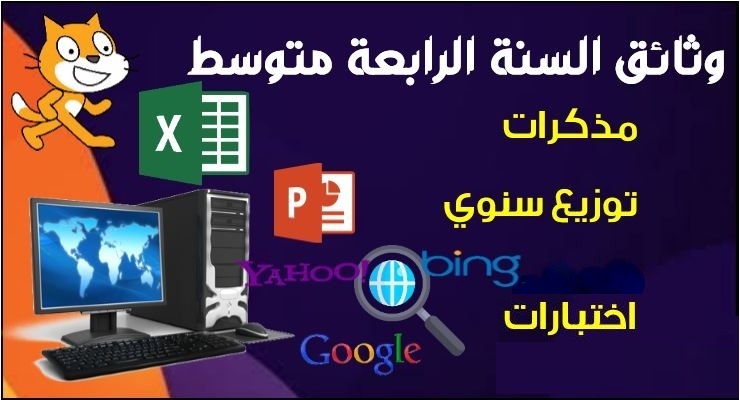 وثائق السنة الرابعة متوسط
مذكرات
X
توزيع سنوي
P
YAHOO!
bing
اختبارات
Google